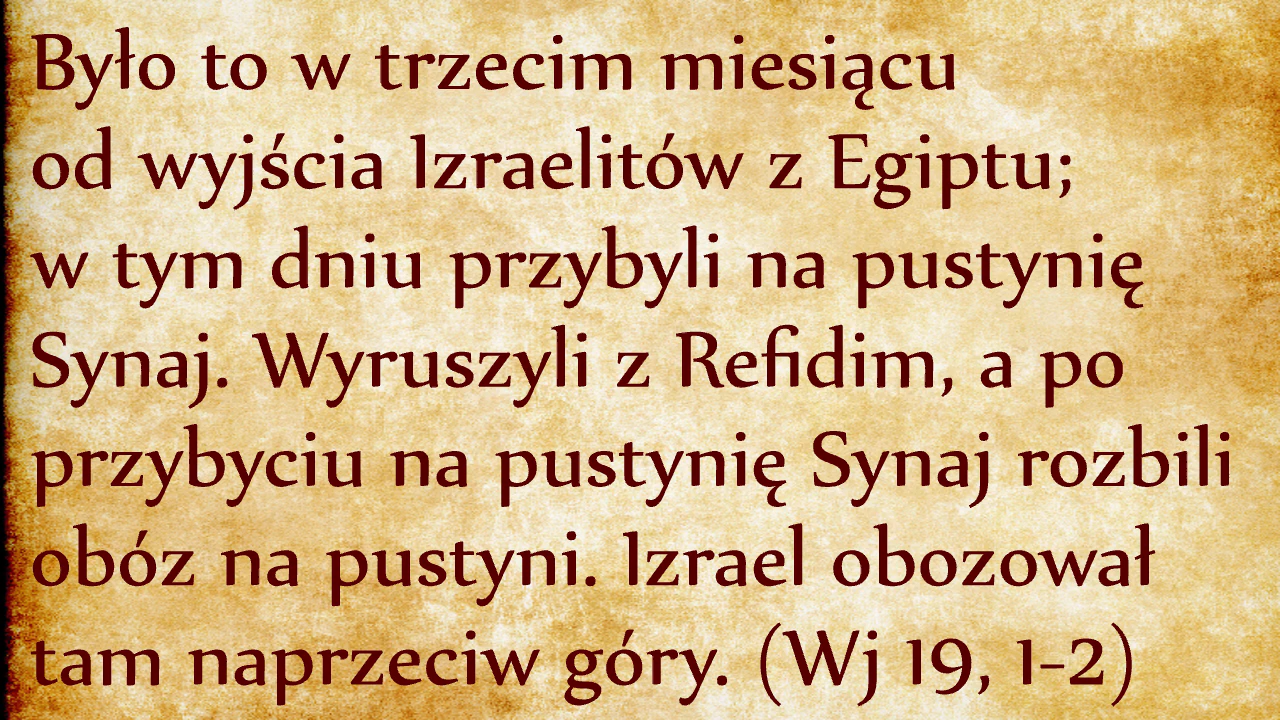 Było to w trzecim miesiącu
od wyjścia Izraelitów z Egiptu;
w tym dniu przybyli na pustynię
Synaj. Wyruszyli z Refidim, a po
przybyciu na pustynię Synaj rozbili
obóz na pustyni. Izrael obozował
tam naprzeciw góry. (Wj 19, 1-2)